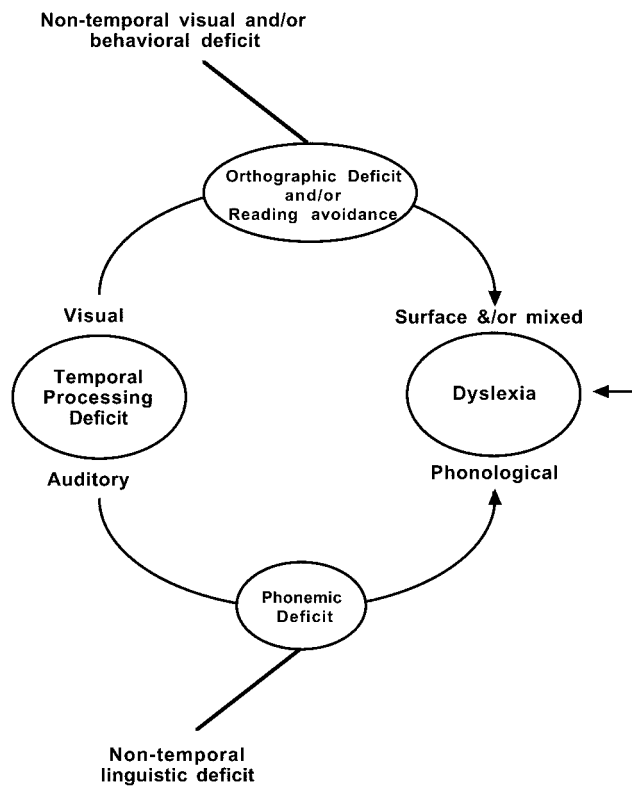 Non-temporal visual and/or
behavioral deficit
Orthographic Deficit
and/or
Reading avoidance
Visual
Surface &/or mixed
Temporal
Processing
Deficit
Dyslexia
Auditory
Phonological
Phonemic
Deficit
Non-temporal
linguistic deficit